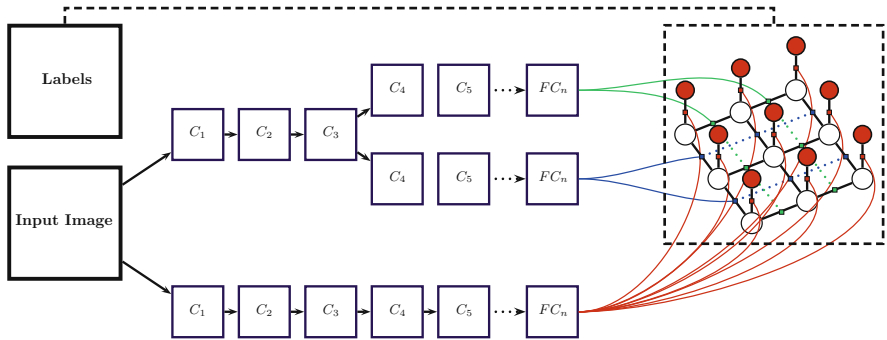 Labels
C₄ C₅ FCₙ
C₁ C₂ C₃
C₄ C₅ FCₙ
Input Image
C₁ C₂ C₃ C₄ C₅ FCₙ